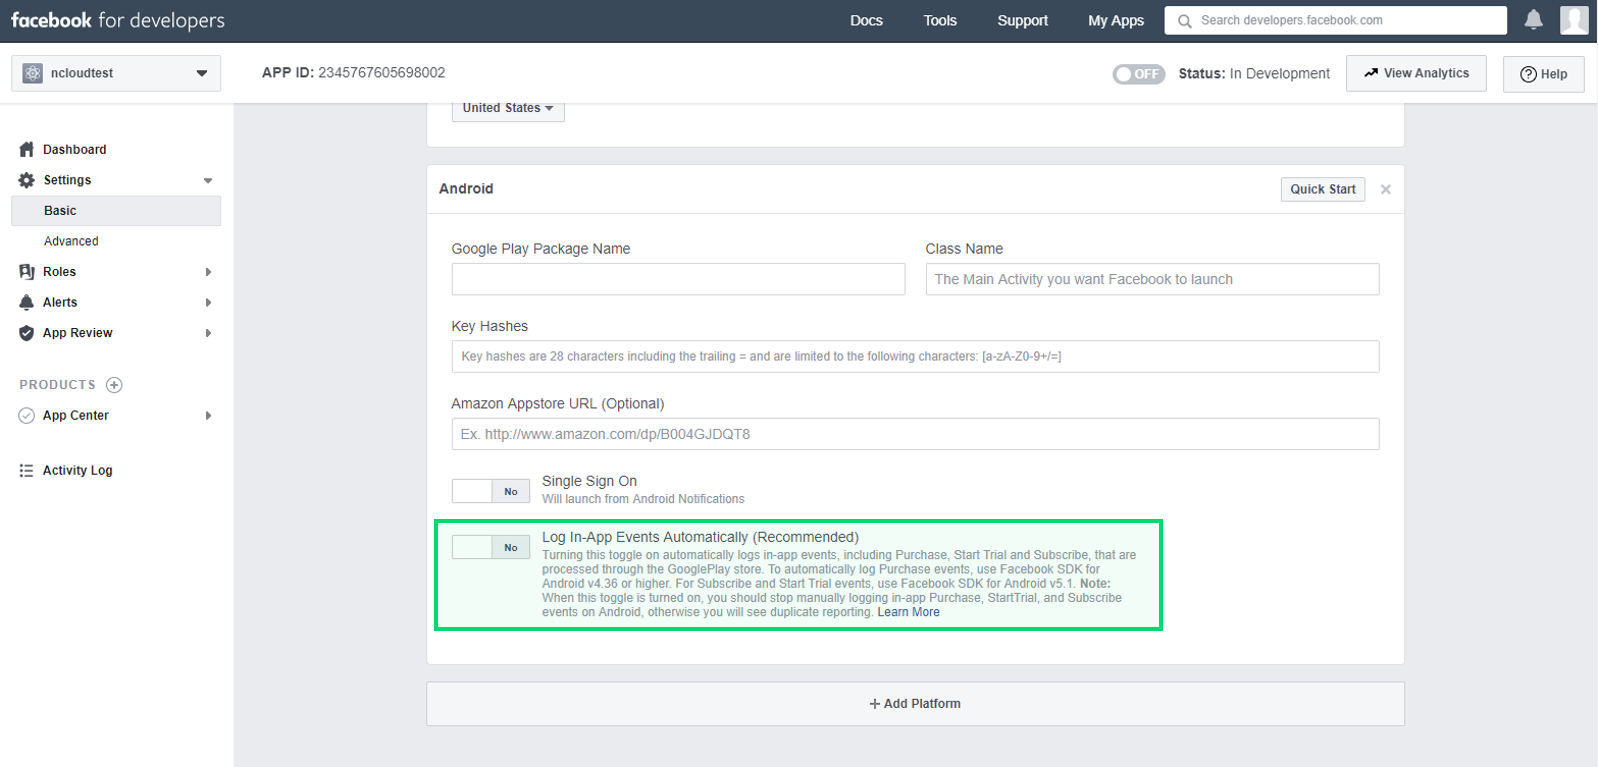 facebook for developers
Docs
Tools
Support
My Apps
Search developers.facebook.com
ncloudtest
APP ID: 2345767605698002
OFF
Status: In Development
View Analytics
Help
Dashboard
Settings
Basic
Advanced
Roles
Alerts
App Review
PRODUCTS
App Center
Activity Log
United States
Android
Quick Start
Google Play Package Name
Class Name
The Main Activity you want Facebook to launch
Key Hashes
Key hashes are 28 characters including the trailing = and are limited to the following characters: [a-zA-Z0-9+/=]
Amazon Appstore URL (Optional)
Ex. http://www.amazon.com/dp/B004GJDQT8
No
Single Sign On
Will launch from Android Notifications
No
Log In-App Events Automatically (Recommended)
Turning this toggle on automatically logs in-app events, including Purchase, Start Trial and Subscribe, that are
processed through the GooglePlay store. To automatically log Purchase events, use Facebook SDK for
Android v4.36 or higher. For Subscribe and Start Trial events, use Facebook SDK for Android v5.1. Note:
When this toggle is turned on, you should stop manually logging in-app Purchase, StartTrial, and Subscribe
events on Android, otherwise you will see duplicate reporting. Learn More
+ Add Platform